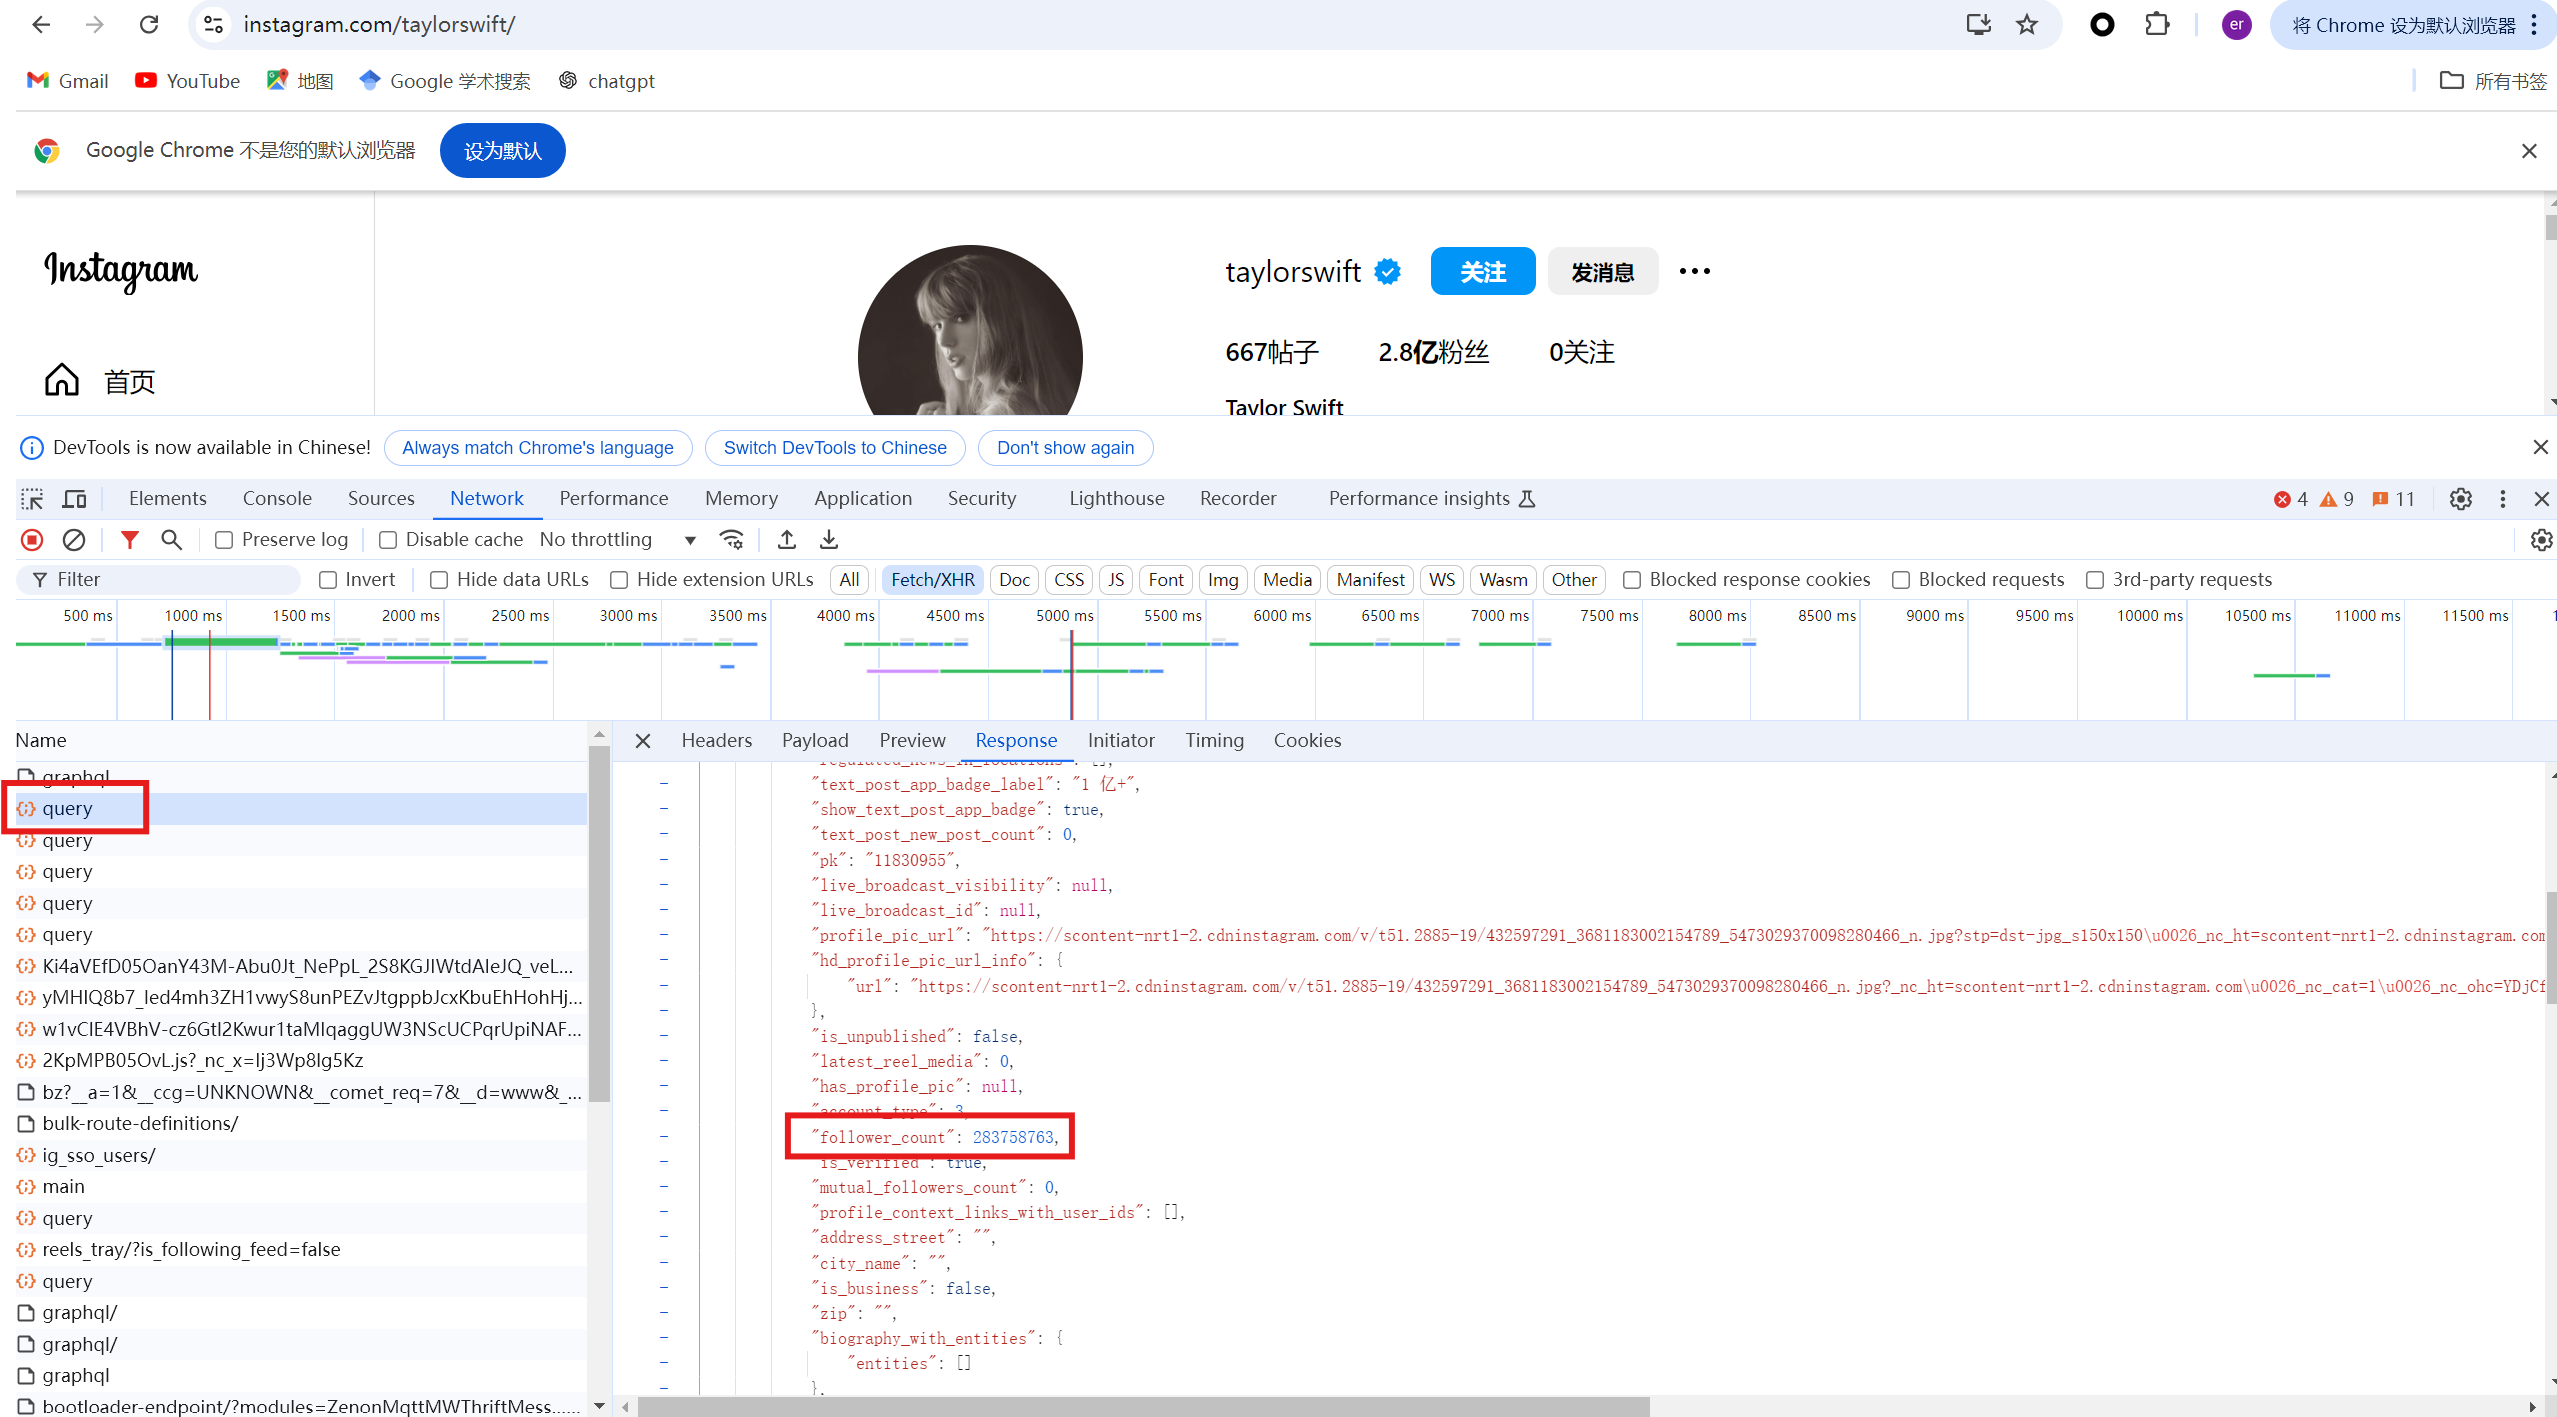 instagram.com/taylorswift/
er
将 Chrome 设为默认浏览器
Gmail
YouTube
地图
Google 学术搜索
chatgpt
所有书签
Google Chrome 不是您的默认浏览器
设为默认
Instagram
taylorswift
关注
发消息
667帖子
2.8亿粉丝
0关注
首页
Taylor Swift
DevTools is now available in Chinese!
Always match Chrome's language
Switch DevTools to Chinese
Don't show again
Elements
Console
Sources
Network
Performance
Memory
Application
Security
Lighthouse
Recorder
Performance insights
4
9
11
Preserve log
Disable cache
No throttling
Filter
Invert
Hide data URLs
Hide extension URLs
All
Fetch/XHR
Doc
CSS
JS
Font
Img
Media
Manifest
WS
Wasm
Other
Blocked response cookies
Blocked requests
3rd-party requests
500 ms
1000 ms
1500 ms
2000 ms
2500 ms
3000 ms
3500 ms
4000 ms
4500 ms
5000 ms
5500 ms
6000 ms
6500 ms
7000 ms
7500 ms
8000 ms
8500 ms
9000 ms
9500 ms
10000 ms
10500 ms
11000 ms
11500 ms
Name
graphql
query
query
query
query
query
Ki4aVEfD05OanY43M-Abu0Jt_NePpL_2S8KGJlWtdAIeJQ_veL...
yMHIQ8b7_Ied4mh3ZH1vwyS8unPEZvJtgppbJcxKbuEhHohHj...
w1vCIE4VBhV-cz6GtI2Kwur1taMIqaggUW3NScUCPqrUpiNAF...
2KpMPB05OvL.js?_nc_x=Ij3Wp8lg5Kz
bz?__a=1&__ccg=UNKNOWN&__comet_req=7&__d=www&_...
bulk-route-definitions/
ig_sso_users/
main
query
reels_tray/?is_following_feed=false
query
graphql/
graphql/
graphql
bootloader-endpoint/?modules=ZenonMqttMWThriftMess......
Headers
Payload
Preview
Response
Initiator
Timing
Cookies
"regulated_news_in_locations": [],
"text_post_app_badge_label": "1 亿+",
"show_text_post_app_badge": true,
"text_post_new_post_count": 0,
"pk": "11830955",
"live_broadcast_visibility": null,
"live_broadcast_id": null,
"profile_pic_url": "https://scontent-nrt1-2.cdninstagram.com/v/t51.2885-19/432597291_3681183002154789_5473029370098280466_n.jpg?stp=dst-jpg_s150x150\u0026_nc_ht=scontent-nrt1-2.cdninstagram.com
"hd_profile_pic_url_info": {
"url": "https://scontent-nrt1-2.cdninstagram.com/v/t51.2885-19/432597291_3681183002154789_5473029370098280466_n.jpg?_nc_ht=scontent-nrt1-2.cdninstagram.com\u0026_nc_cat=1\u0026_nc_ohc=YDjCf
},
"is_unpublished": false,
"latest_reel_media": 0,
"has_profile_pic": null,
"account_type": 3,
"follower_count": 283758763,
"is_verified": true,
"mutual_followers_count": 0,
"profile_context_links_with_user_ids": [],
"address_street": "",
"city_name": "",
"is_business": false,
"zip": "",
"biography_with_entities": {
"entities": []
},